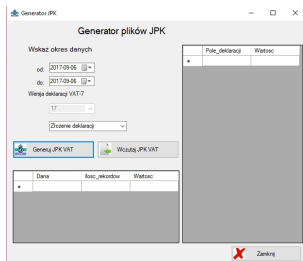 Generator JPK
Generator plików JPK
Wskaż okres danych
od: 2017-09-06
do: 2017-09-06
Wersja deklaracji VAT-7
17
Złożenie deklaracji
Generuj JPK VAT
Wczutaj JPK VAT
Dana Ilosc_rekordow Wartosc
Pole_deklaracji Wartosc
Zamknij